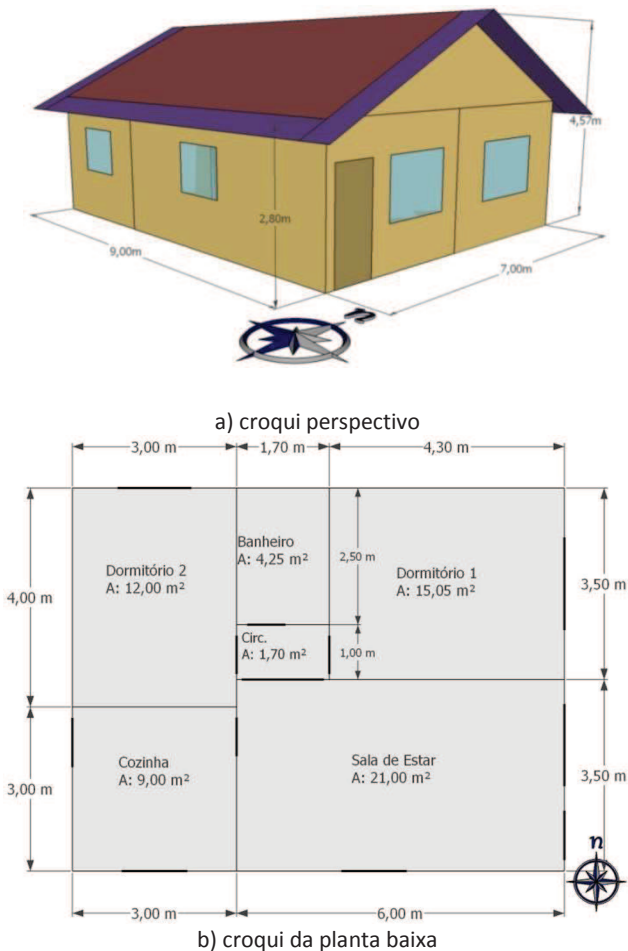 4,57m
2,80m
9,00m
7,00m
n
a) croqui perspectivo
3,00 m
1,70 m
4,30 m
Banheiro
A: 4,25 m²
2,50 m
Dormitório 2
A: 12,00 m²
Dormitório 1
A: 15,05 m²
4,00 m
3,50 m
Circ.
A: 1,70 m²
1,00 m
Cozinha
A: 9,00 m²
Sala de Estar
A: 21,00 m²
3,00 m
3,50 m
n
3,00 m
6,00 m
b) croqui da planta baixa